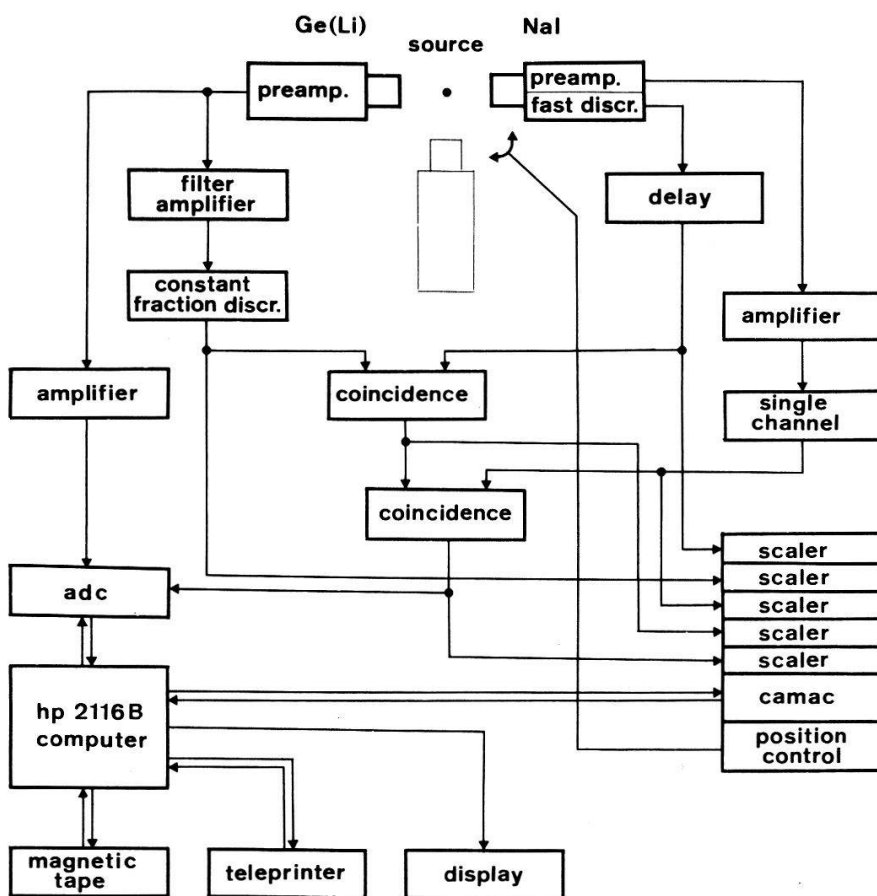 Ge(Li)
source
NaI
preamp.
preamp.
fast discr.
filter
amplifier
delay
constant
fraction discr.
amplifier
amplifier
coincidence
single
channel
coincidence
scaler
adc
scaler
scaler
scaler
scaler
hp 2116B
computer
camac
position
control
magnetic
tape
teleprinter
display